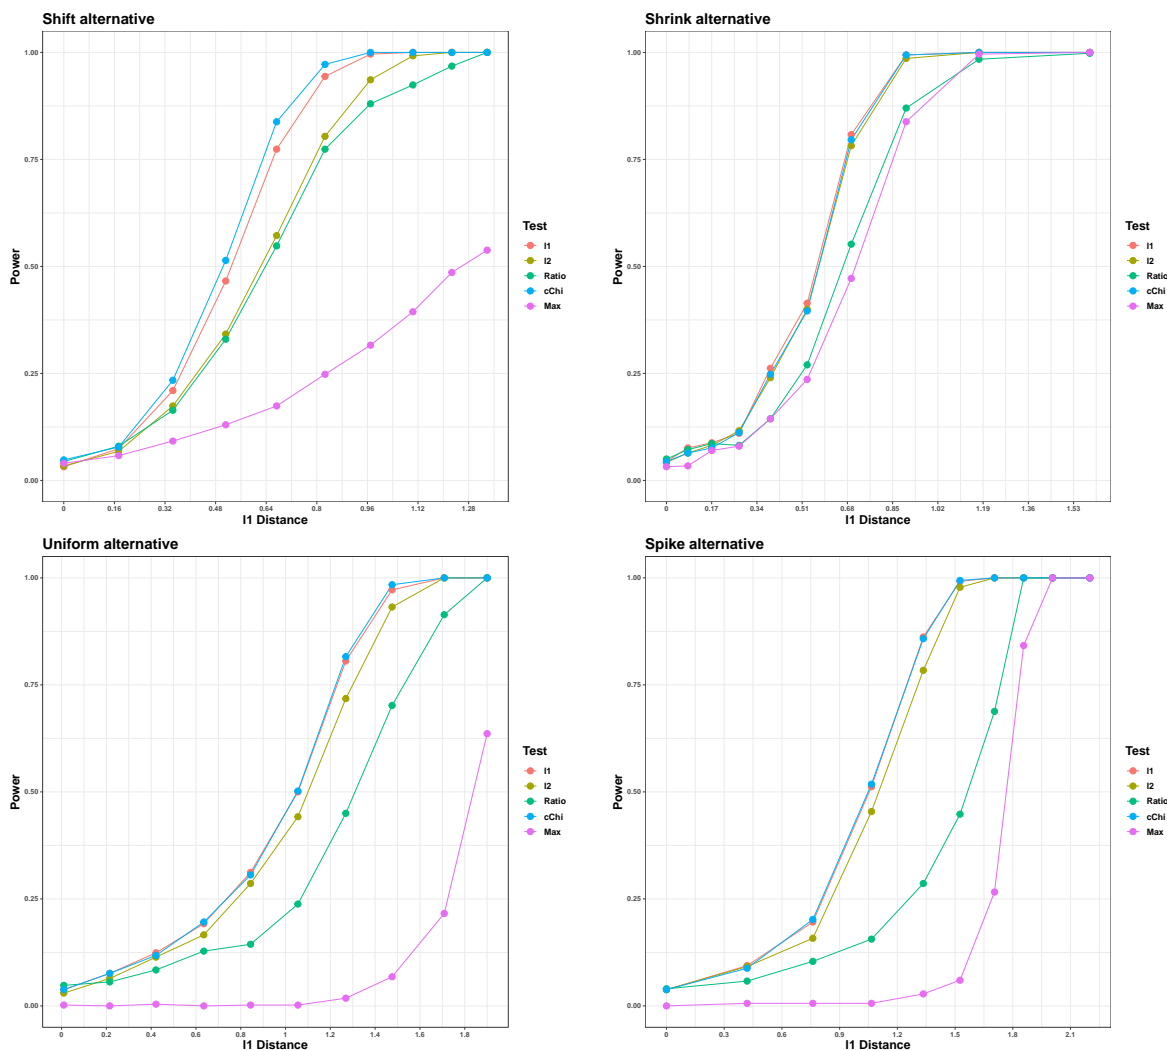 Shift alternative
Power
1.00
0.75
0.50
0.25
0.00
0 0.16 0.32 0.48 0.64 0.8 0.96 1.12 1.28
l1 Distance
Test
l1
l2
Ratio
cChi
Max
Shrink alternative
Power
1.00
0.75
0.50
0.25
0.00
0 0.17 0.34 0.51 0.68 0.85 1.02 1.19 1.36 1.53
l1 Distance
Test
l1
l2
Ratio
cChi
Max
Uniform alternative
Power
1.00
0.75
0.50
0.25
0.00
0 0.2 0.4 0.6 0.8 1 1.2 1.4 1.6 1.8
l1 Distance
Test
l1
l2
Ratio
cChi
Max
Spike alternative
Power
1.00
0.75
0.50
0.25
0.00
0 0.3 0.6 0.9 1.2 1.5 1.8 2.1
l1 Distance
Test
l1
l2
Ratio
cChi
Max